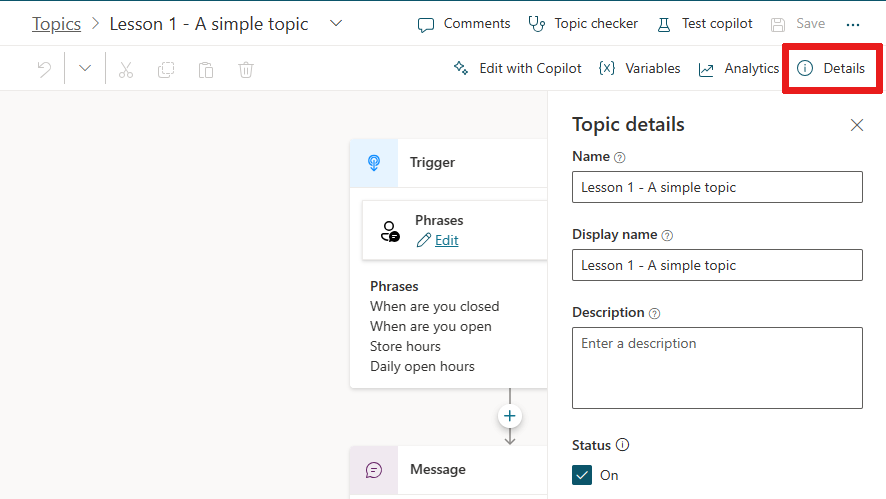 Topics > Lesson 1 - A simple topic
Comments
Topic checker
Test copilot
Save
...
Edit with Copilot
{x} Variables
Analytics
Details
Trigger
Phrases
Edit
Phrases
When are you closed
When are you open
Store hours
Daily open hours
Message
Topic details
Name
Lesson 1 - A simple topic
Display name
Lesson 1 - A simple topic
Description
Enter a description
Status
On